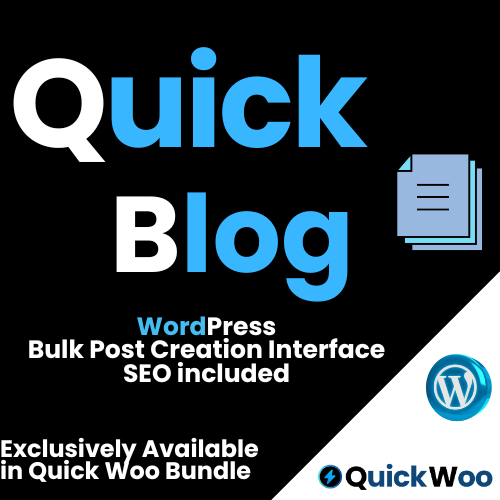 Quick
Blog
WordPress
Bulk Post Creation Interface
SEO included
Exclusively Available
in Quick Woo Bundle
QuickWoo